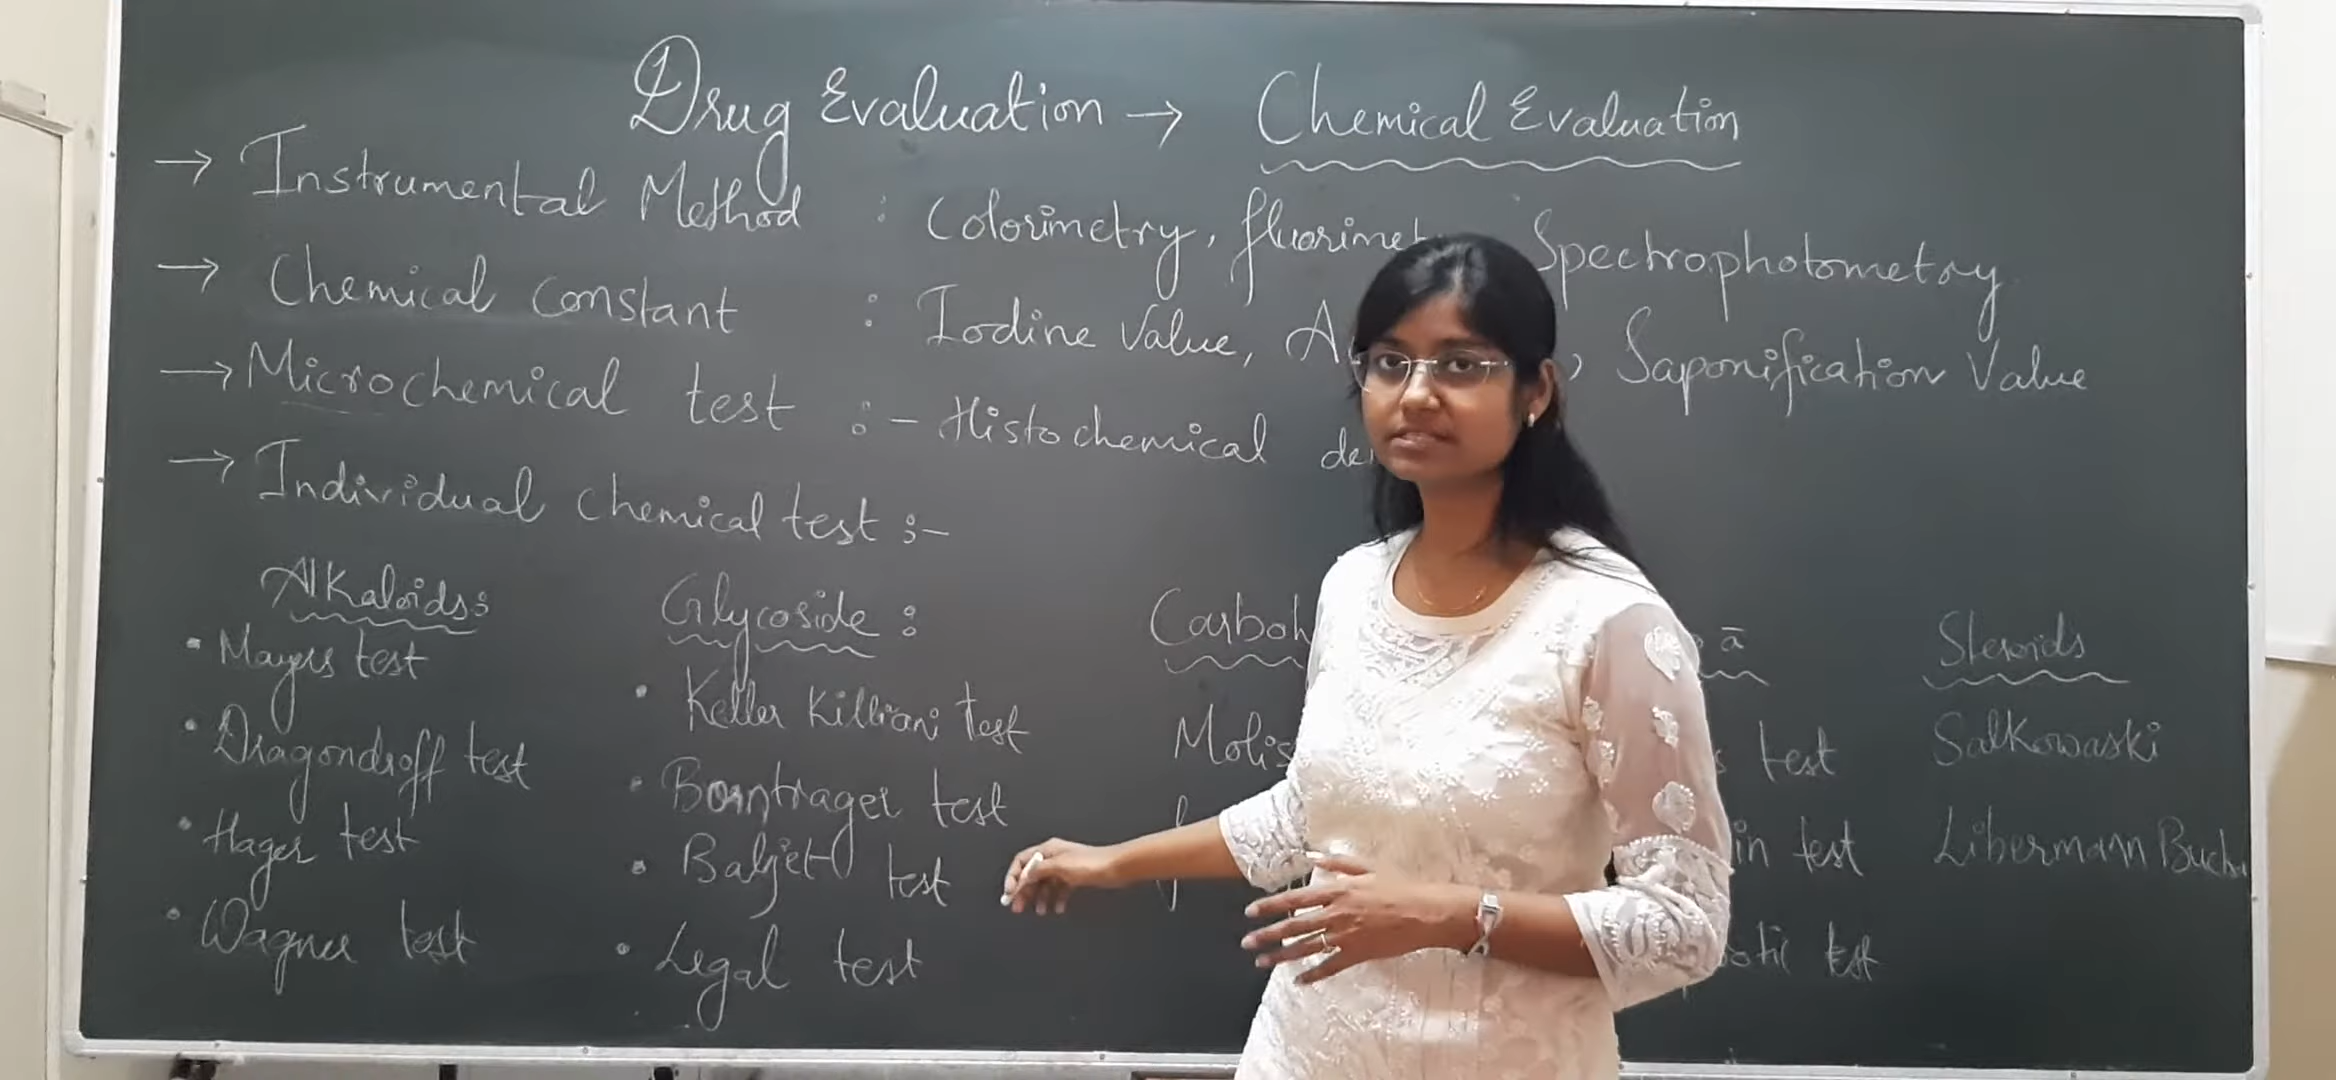 Drug Evaluation → Chemical Evaluation
→ Instrumental Method : Colorimetry, Spectrophotometry
→ Chemical constant : Iodine Value, , Saponification Value
→ Microchemical test :- Histochemical
→ Individual chemical test :-
Alkaloids: Glycoside: Steroids
• Mayers test • Keller Killiani Test test Salkowaski
• Dragondroff test • Borntrager test test Libermann
• Hager test • Baljet test
• Wagner test • Legal test test